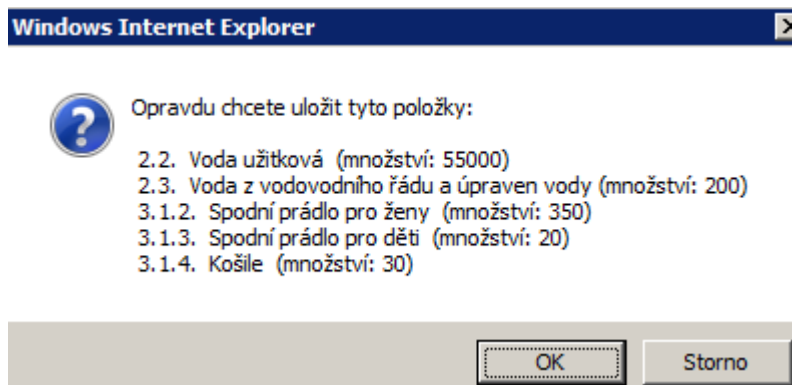 Windows Internet Explorer
Opravdu chcete uložit tyto položky:
2.2. Voda užitková (množství: 55000)
2.3. Voda z vodovodního řádu a úpraven vody (množství: 200)
3.1.2. Spodní prádlo pro ženy (množství: 350)
3.1.3. Spodní prádlo pro děti (množství: 20)
3.1.4. Košile (množství: 30)
OK Storno